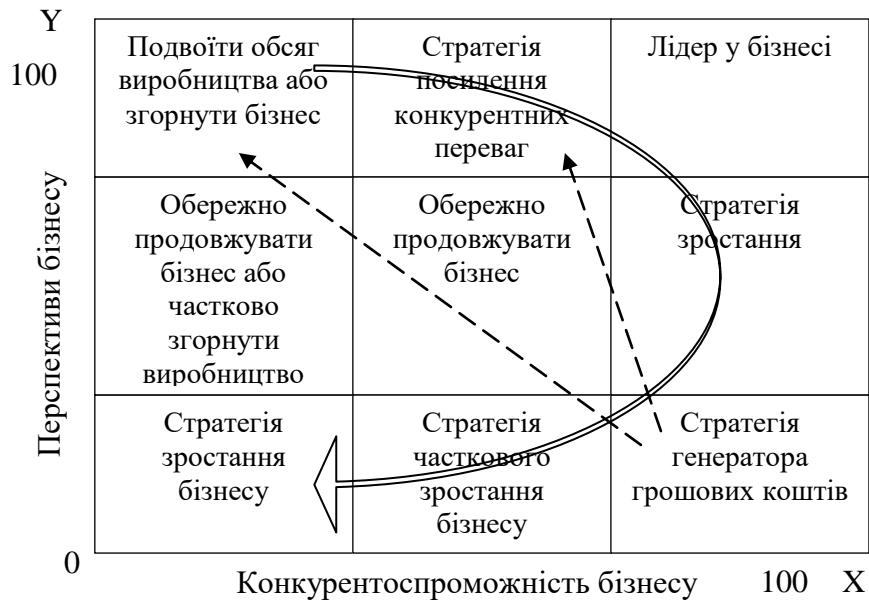 Y
100
Подвоїти обсяг
виробництва або
згорнути бізнес
Стратегія
посилення
конкурентних
переваг
Лідер у бізнесі
Перспективи бізнесу
Обережно
продовжувати
бізнес або
частково
згорнути
виробництво
Обережно
продовжувати
бізнес
Стратегія
зростання
Стратегія
зростання
бізнесу
Стратегія
часткового
зростання
бізнесу
Стратегія
генератора
грошових коштів
0
Конкурентоспроможність бізнесу 100 X